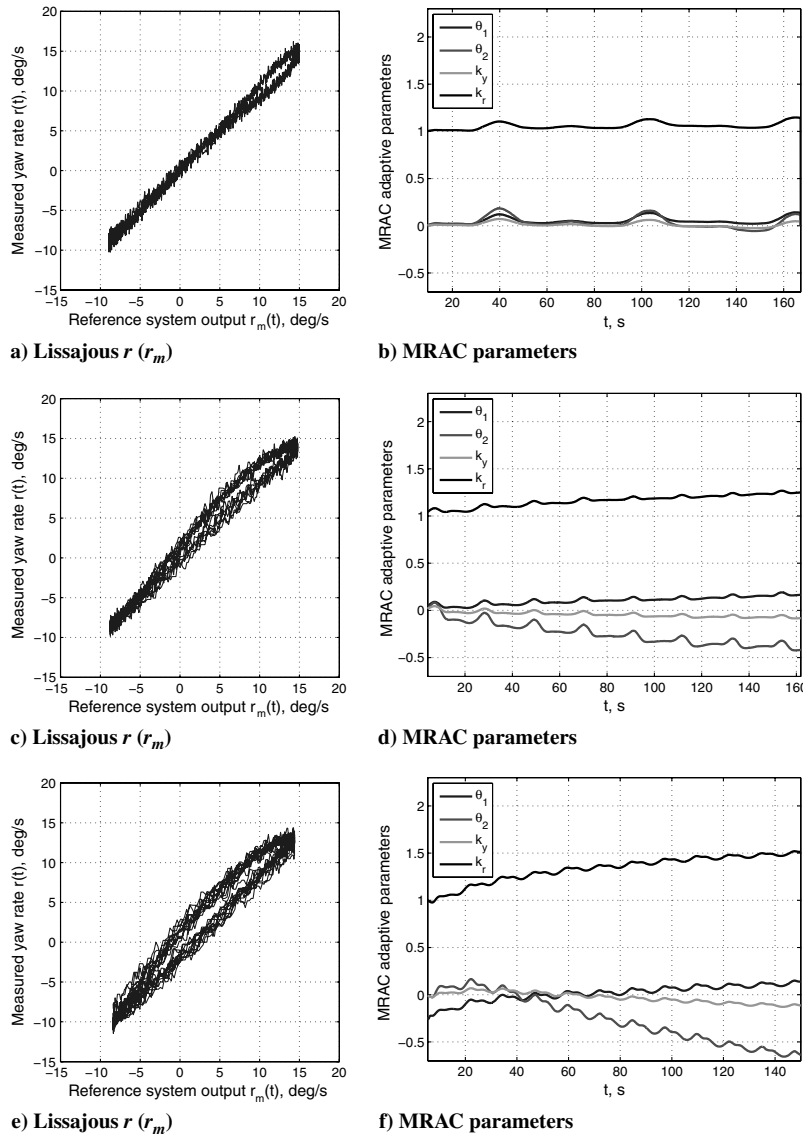 20
15
10
5
0
−5
−10
−15
−15 −10 −5 0 5 10 15 20
Measured yaw rate r(t), deg/s
Reference system output r_m(t), deg/s
a) Lissajous r (r_m)
θ_1
θ_2
k_y
k_r
2
1.5
1
0.5
0
−0.5
20 40 60 80 100 120 140 160
MRAC adaptive parameters
t, s
b) MRAC parameters
20
15
10
5
0
−5
−10
−15
−15 −10 −5 0 5 10 15 20
Measured yaw rate r(t), deg/s
Reference system output r_m(t), deg/s
c) Lissajous r (r_m)
θ_1
θ_2
k_y
k_r
2
1.5
1
0.5
0
−0.5
20 40 60 80 100 120 140 160
MRAC adaptive parameters
t, s
d) MRAC parameters
20
15
10
5
0
−5
−10
15
−15 −10 −5 0 5 10 15 20
Measured yaw rate r(t), deg/s
Reference system output r_m(t), deg/s
e) Lissajous r (r_m)
θ_1
θ_2
k_y
k_r
2
1.5
1
0.5
0
−0.5
20 40 60 80 100 120 140
MRAC adaptive parameters
t, s
f) MRAC parameters